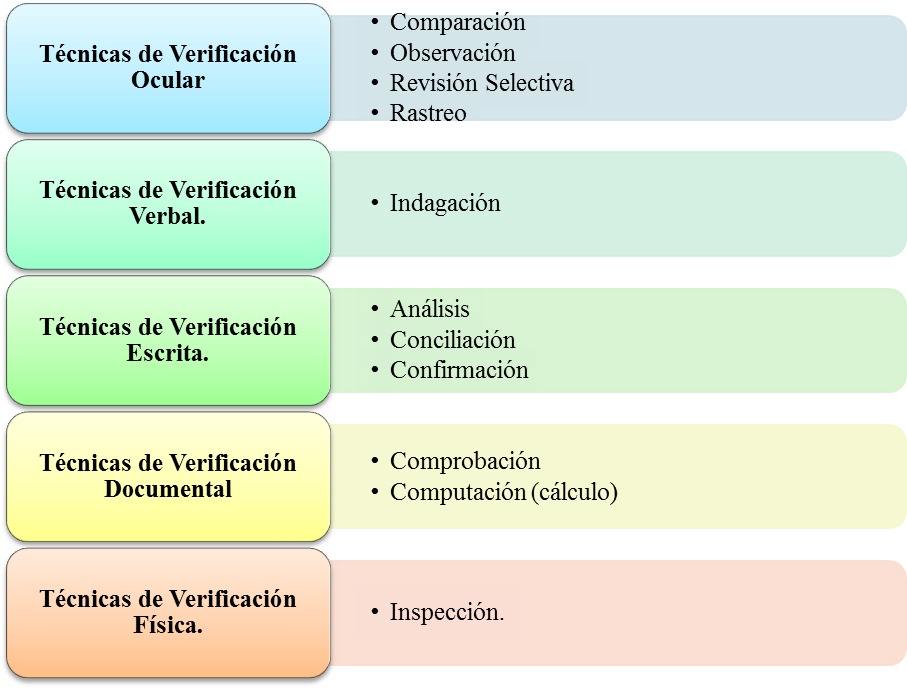 Técnicas de Verificación
Ocular
• Comparación
• Observación
• Revisión Selectiva
• Rastreo
Técnicas de Verificación
Verbal.
• Indagación
Técnicas de Verificación
Escrita.
• Análisis
• Conciliación
• Confirmación
Técnicas de Verificación
Documental
• Comprobación
• Computación (cálculo)
Técnicas de Verificación
Física.
• Inspección.